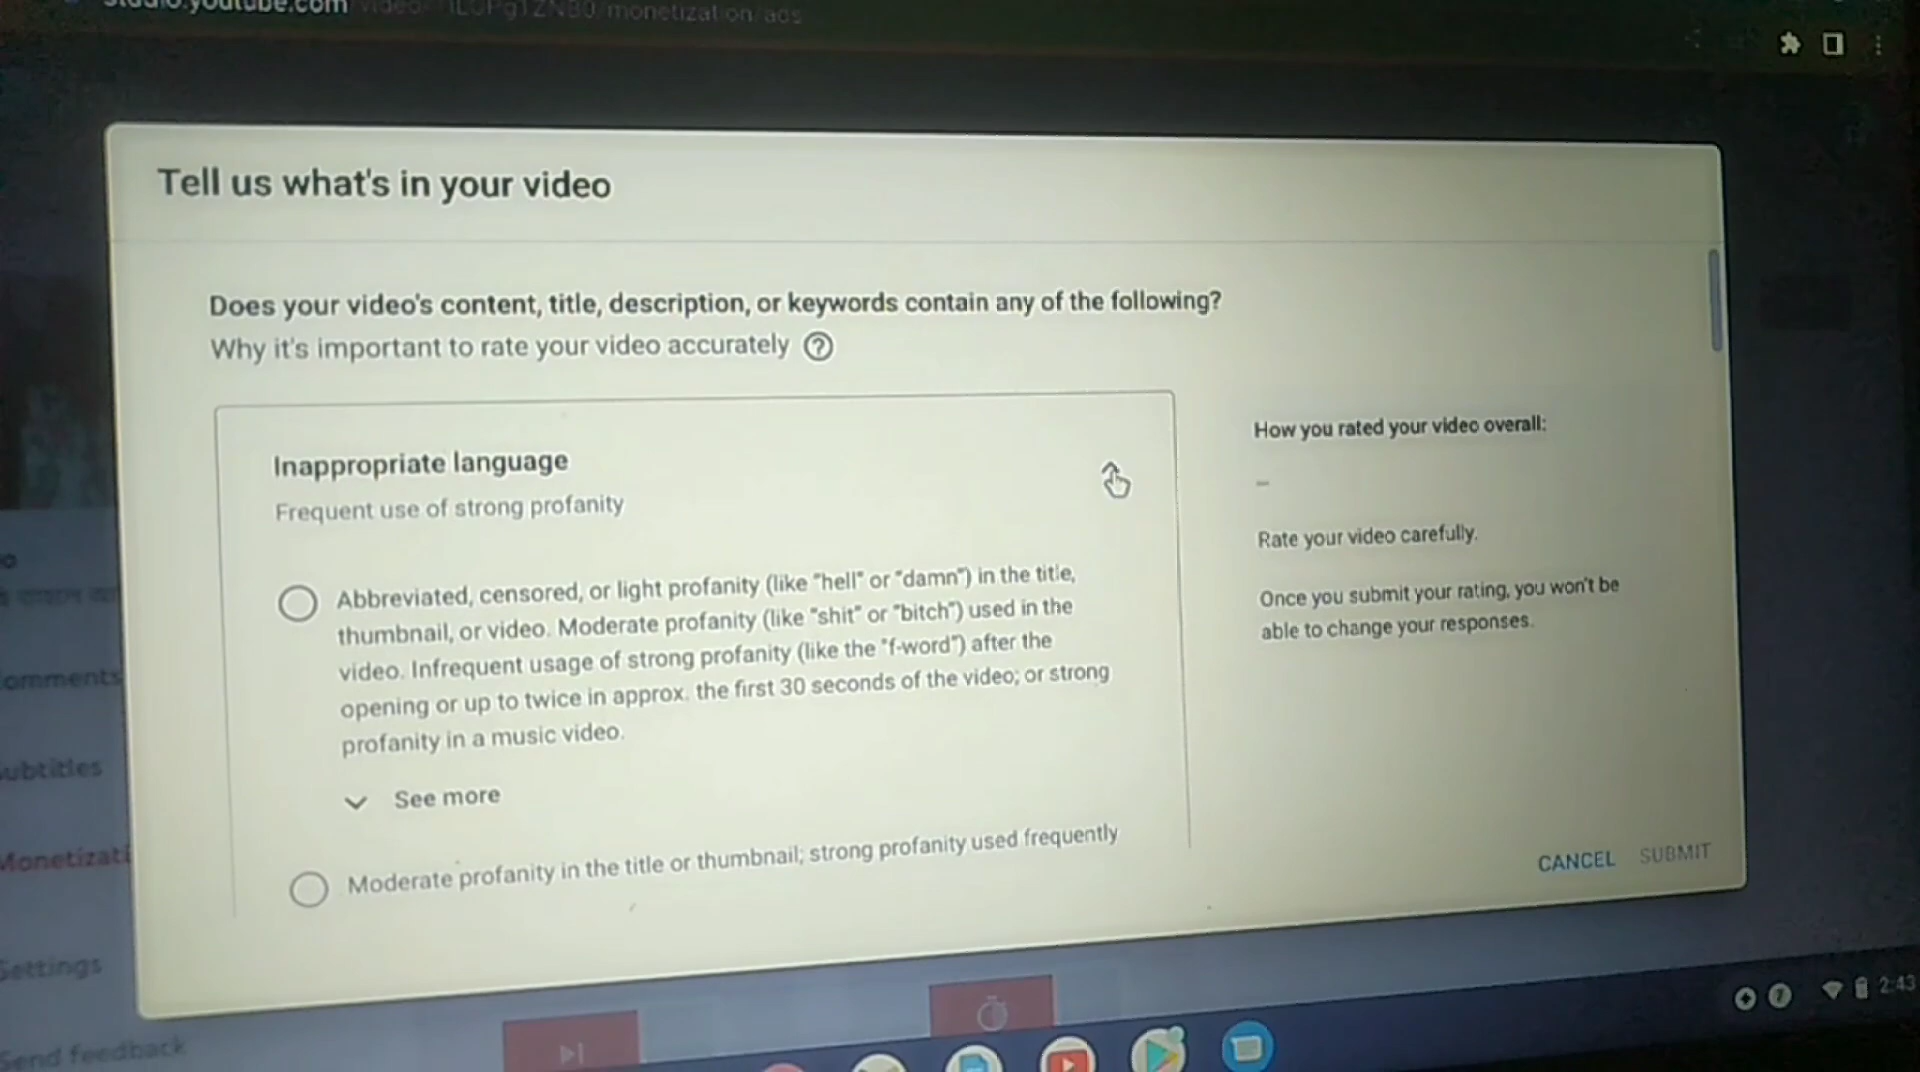 studio.youtube.com
monetization/ads
Tell us what's in your video
Does your video's content, title, description, or keywords contain any of the following?
Why it's important to rate your video accurately
Inappropriate language
Frequent use of strong profanity
Abbreviated, censored, or light profanity (like "hell" or "damn") in the title,
thumbnail, or video. Moderate profanity (like "shit" or "bitch") used in the
video. Infrequent usage of strong profanity (like the "f-word") after the
opening or up to twice in approx. the first 30 seconds of the video; or strong
profanity in a music video.
See more
Moderate profanity in the title or thumbnail; strong profanity used frequently
How you rated your video overall:
–
Rate your video carefully.
Once you submit your rating, you won't be
able to change your responses.
CANCEL SUBMIT
omments
ubtitles
Monetizati
Settings
Send feedback
2:43